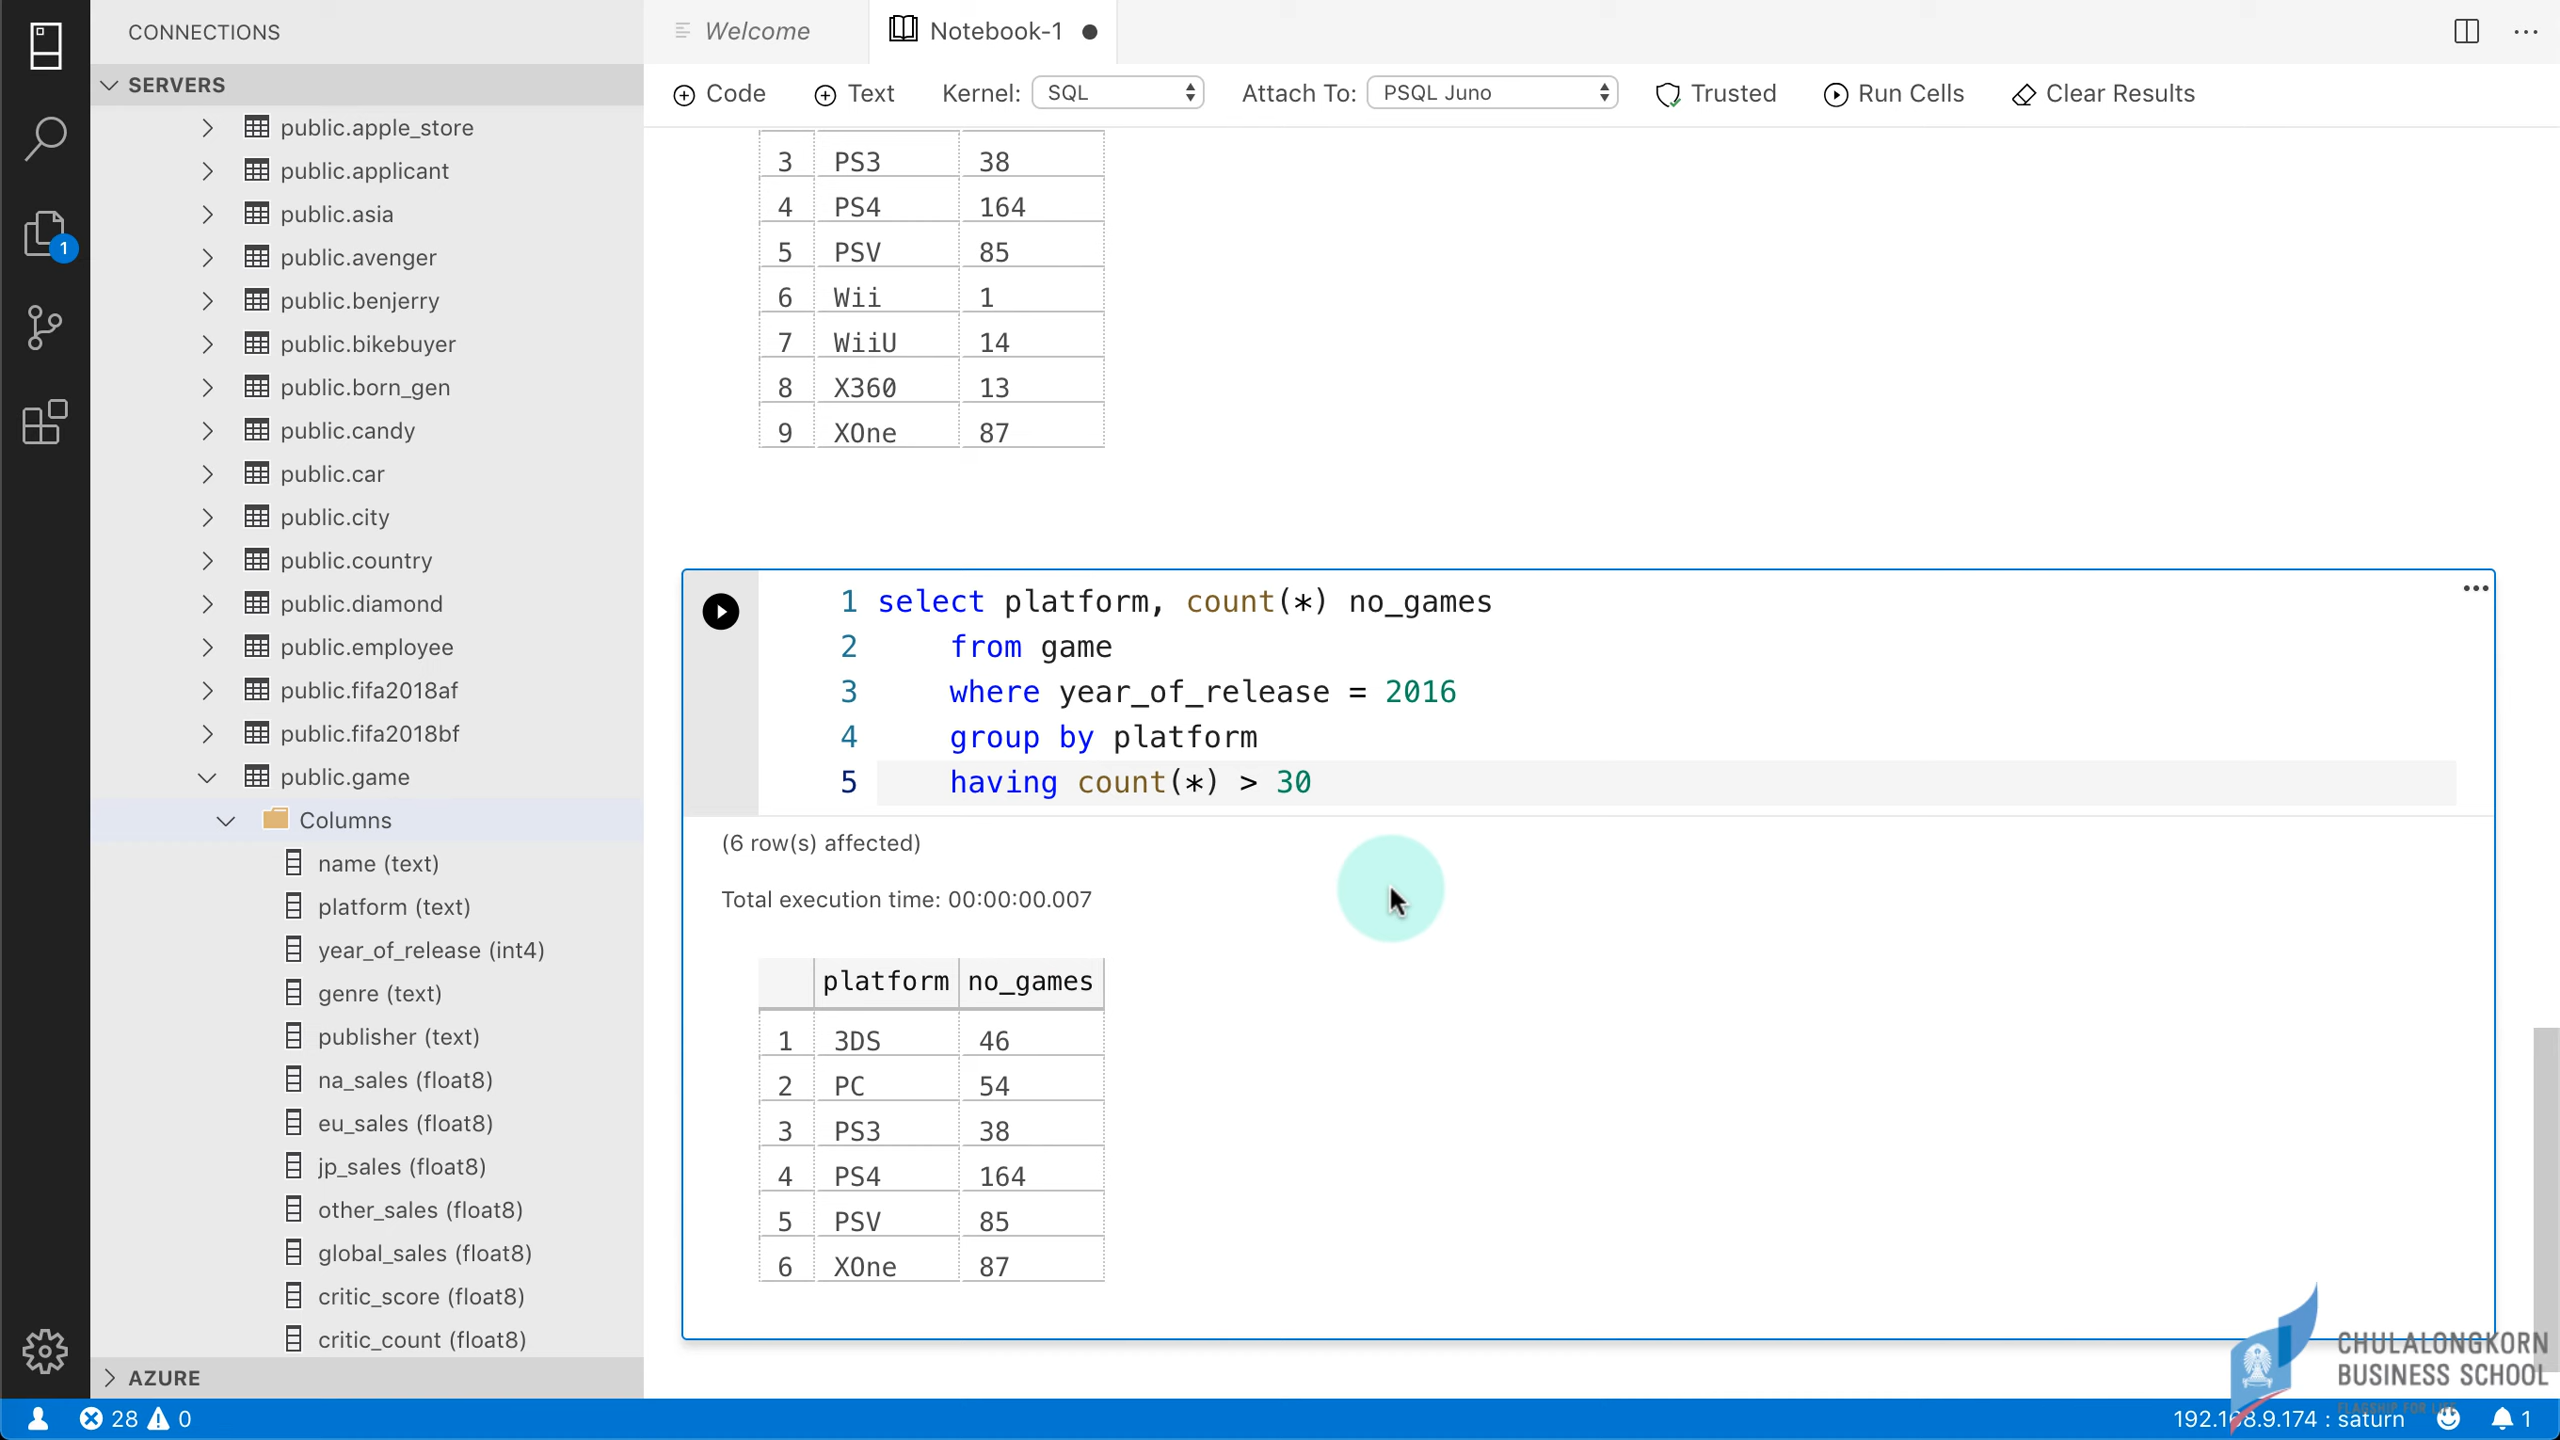 CONNECTIONS
SERVERS
public.apple_store
public.applicant
public.asia
public.avenger
public.benjerry
public.bikebuyer
public.born_gen
public.candy
public.car
public.city
public.country
public.diamond
public.employee
public.fifa2018af
public.fifa2018bf
public.game
Columns
name (text)
platform (text)
year_of_release (int4)
genre (text)
publisher (text)
na_sales (float8)
eu_sales (float8)
jp_sales (float8)
other_sales (float8)
global_sales (float8)
critic_score (float8)
critic_count (float8)
AZURE
1
Welcome
Notebook-1
Code Text Kernel: SQL Attach To: PSQL Juno Trusted Run Cells Clear Results
3 PS3 38
4 PS4 164
5 PSV 85
6 Wii 1
7 WiiU 14
8 X360 13
9 XOne 87
1 select platform, count(*) no_games
2 from game
3 where year_of_release = 2016
4 group by platform
5 having count(*) > 30
(6 row(s) affected)
Total execution time: 00:00:00.007
platform no_games
1 3DS 46
2 PC 54
3 PS3 38
4 PS4 164
5 PSV 85
6 XOne 87
CHULALONGKORN
BUSINESS SCHOOL
28 0
192.168.9.174 : saturn 1